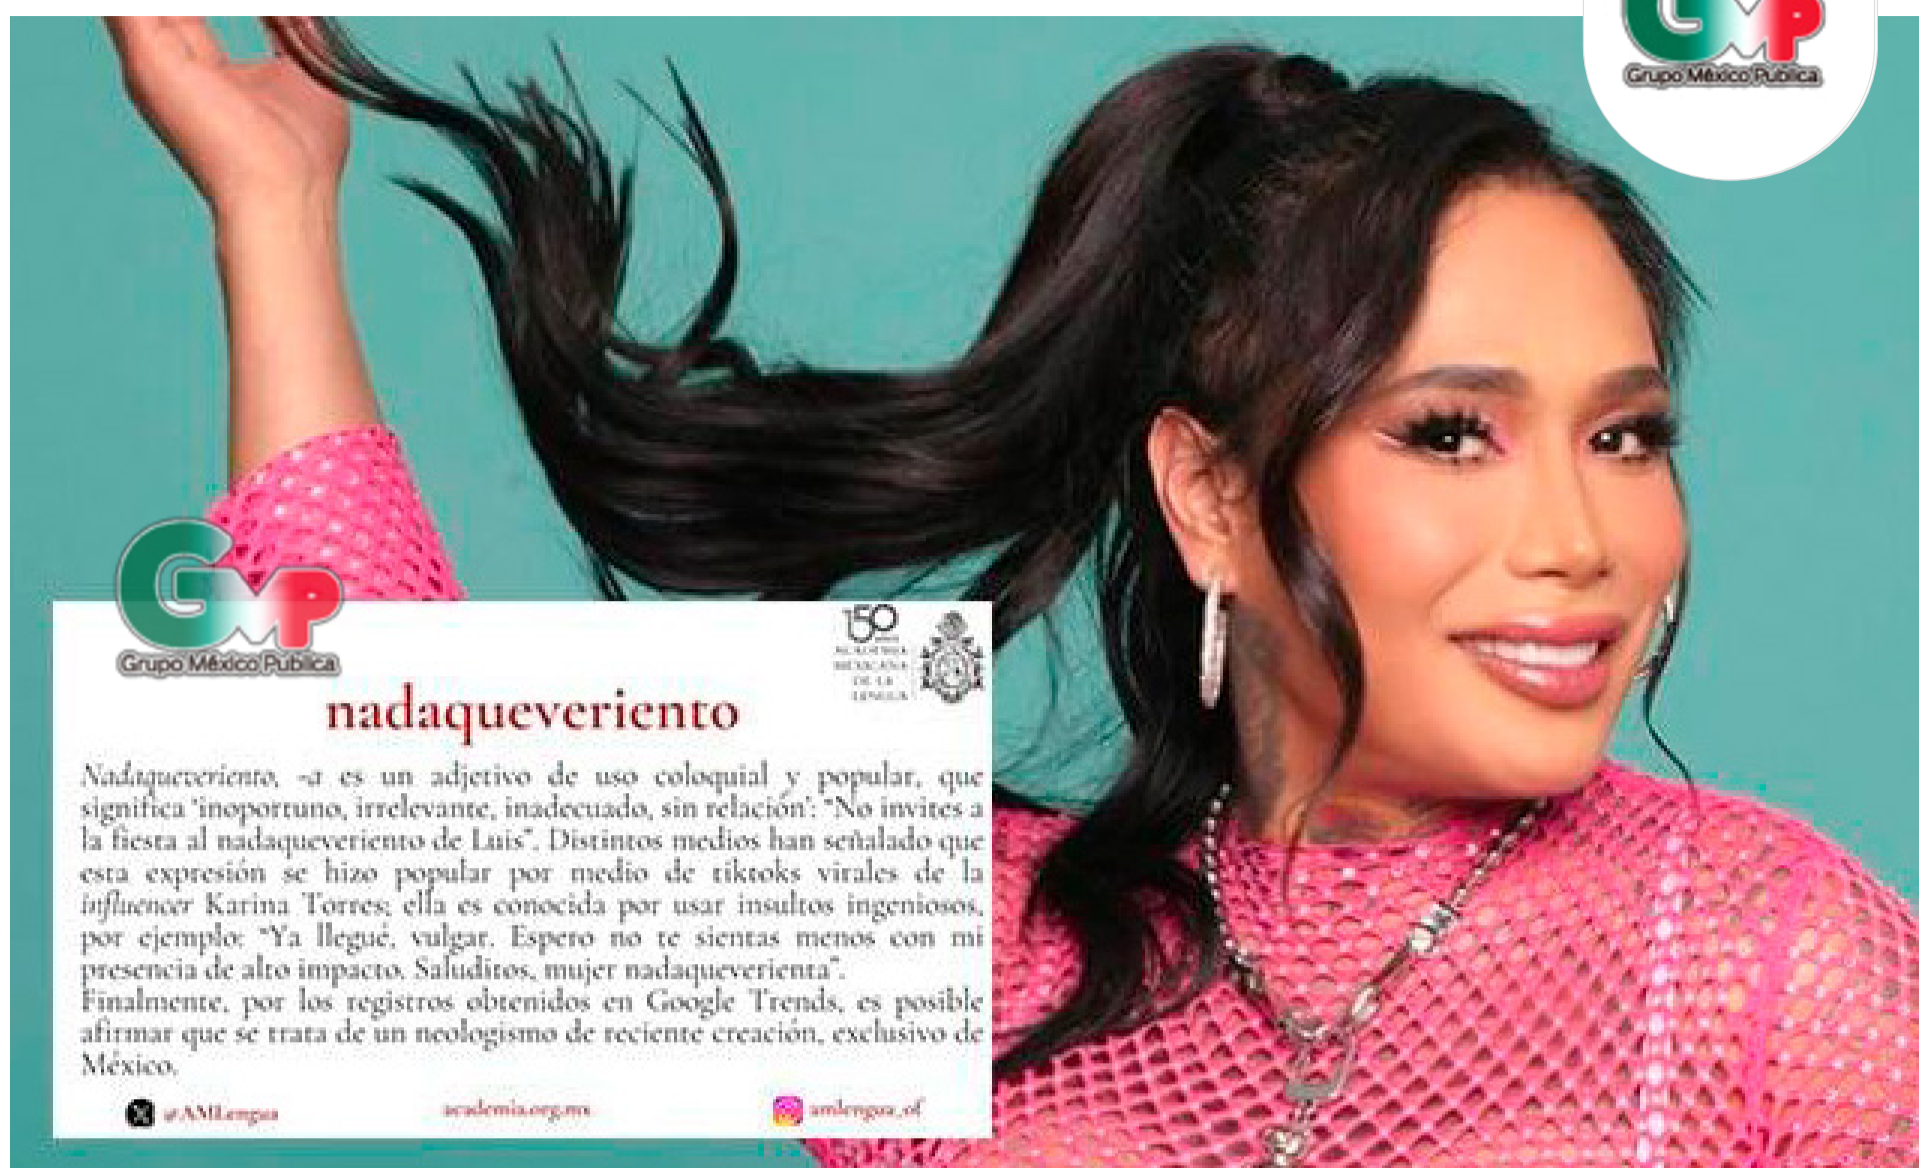 GMP
Grupo México Publica
GMP
Grupo México Publica
150
AÑOS
ACADEMIA
MEXICANA
DE LA
LENGUA
nadaqueveriento
Nadaqueveriento, -a es un adjetivo de uso coloquial y popular, que
significa ‘inoportuno, irrelevante, inadecuado, sin relación’: “No invites a
la fiesta al nadaqueveriento de Luis”. Distintos medios han señalado que
esta expresión se hizo popular por medio de tiktoks virales de la
influencer Karina Torres; ella es conocida por usar insultos ingeniosos,
por ejemplo: “Ya llegué, vulgar. Espero no te sientas menos con mi
presencia de alto impacto. Saluditos, mujer nadaqueverienta”.
Finalmente, por los registros obtenidos en Google Trends, es posible
afirmar que se trata de un neologismo de reciente creación, exclusivo de
México.
@AMLengua
academia.org.mx
amlengua_of